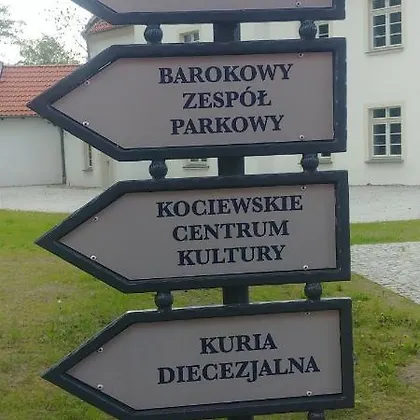 BAROKOWY
ZESPÓŁ
PARKOWY
KOCIEWSKIE
CENTRUM
KULTURY
KURIA
DIECEZJALNA